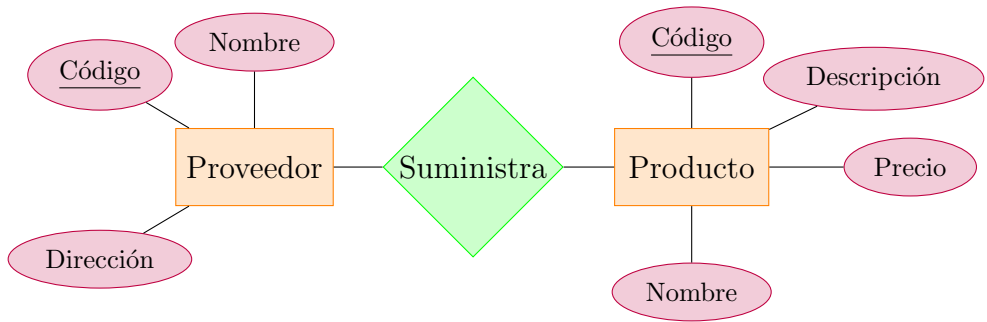 Nombre
Código
Proveedor
Dirección
Suministra
Código
Descripción
Producto
Precio
Nombre